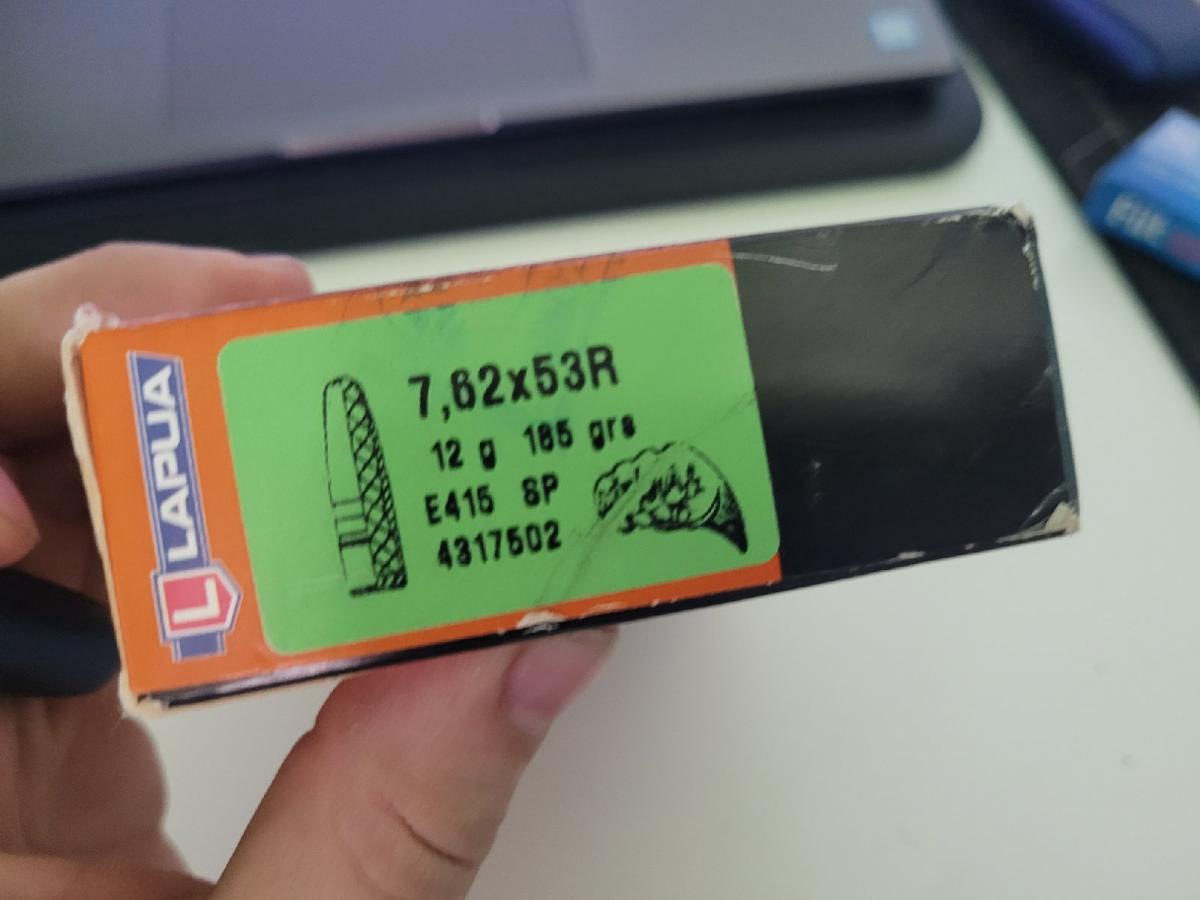 LAPUA
L
7,62x53R
12 g 185 grs
E415 SP
4317502